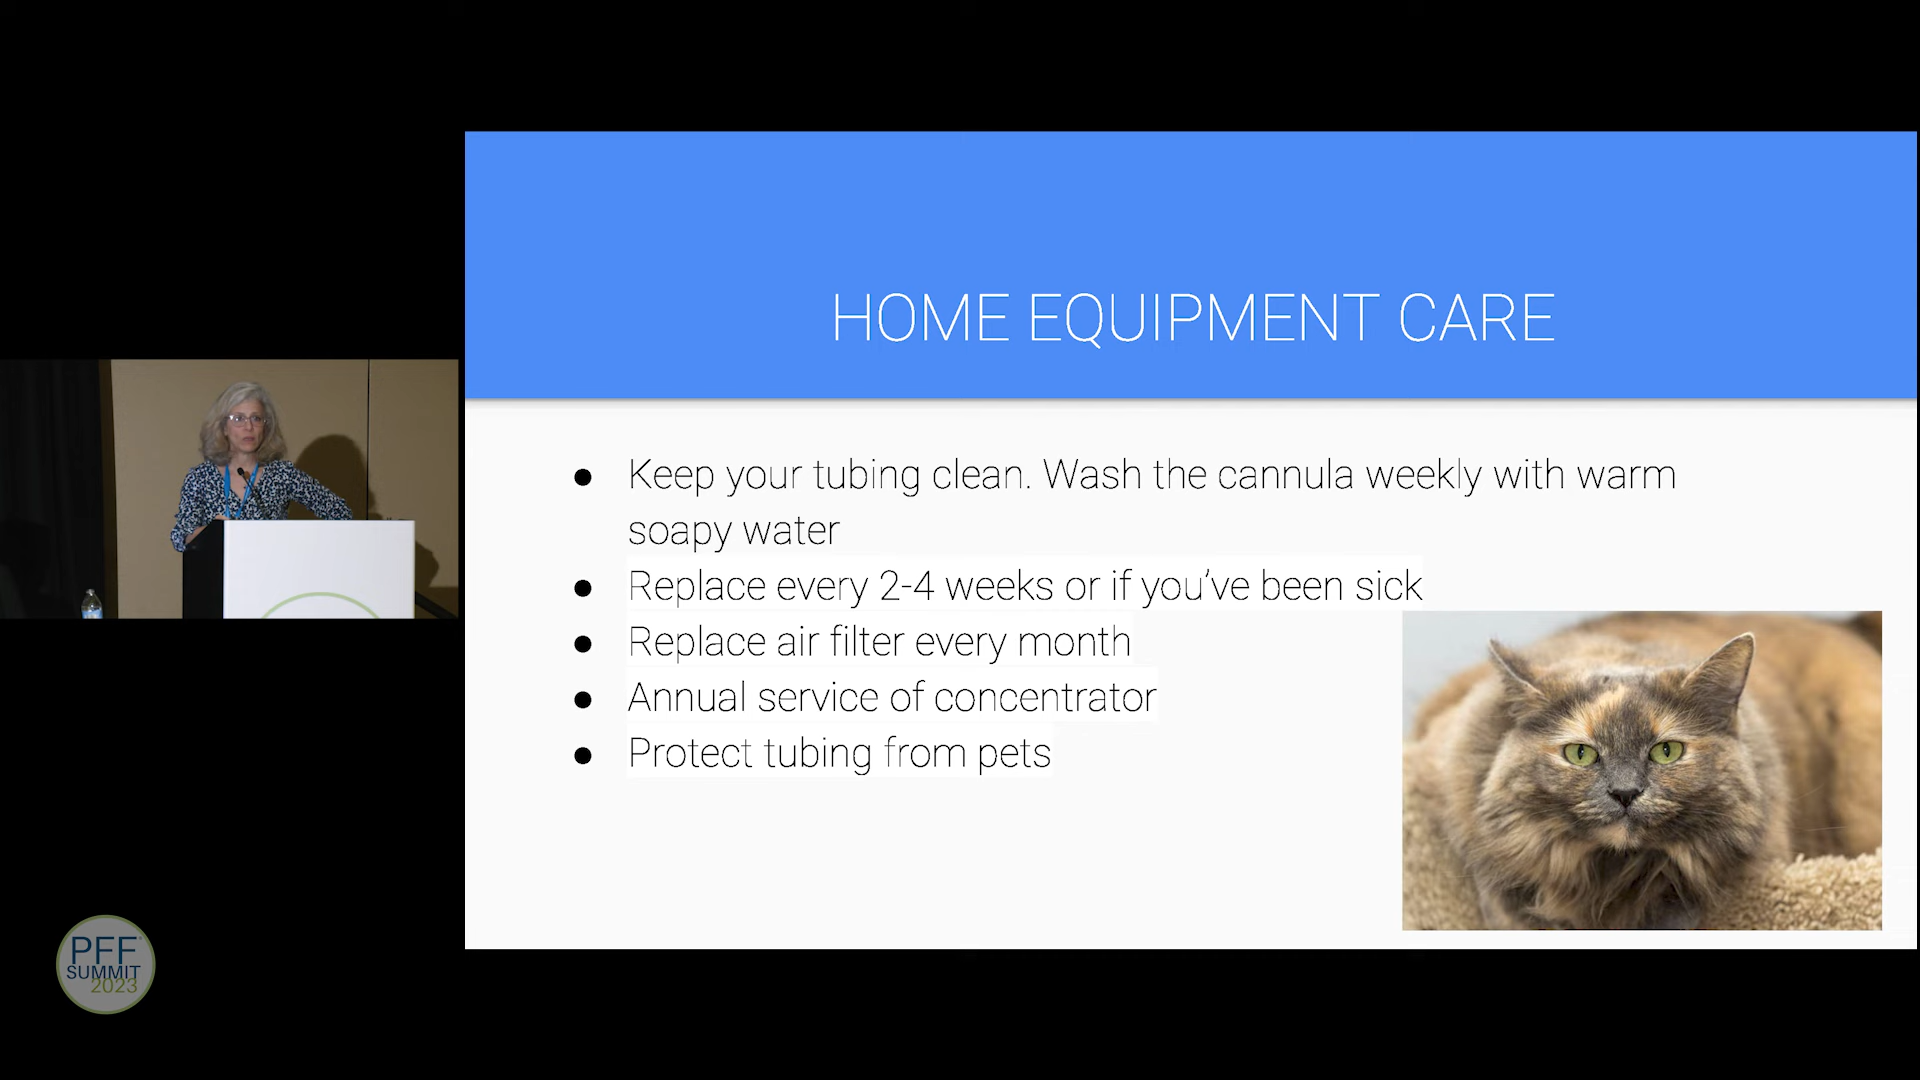 HOME EQUIPMENT CARE
● Keep your tubing clean. Wash the cannula weekly with warm
soapy water
● Replace every 2-4 weeks or if you've been sick
● Replace air filter every month
● Annual service of concentrator
● Protect tubing from pets
PFF
SUMMIT
2023